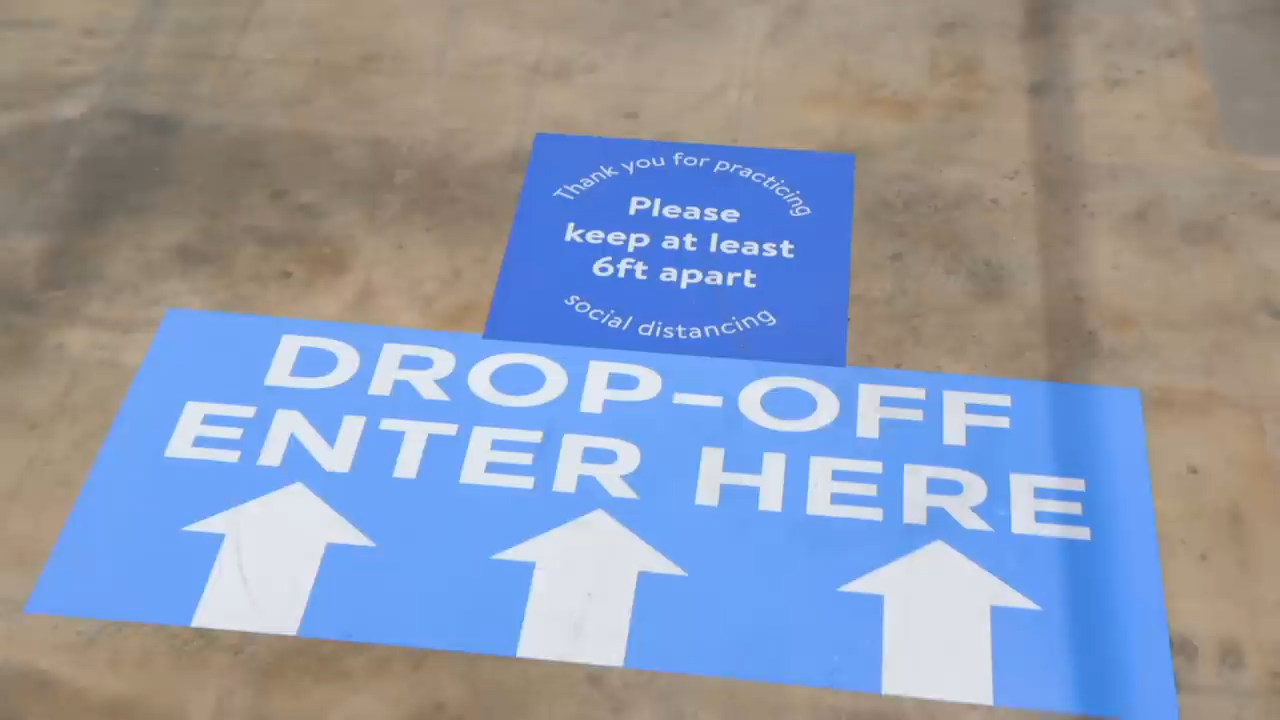 Thank you for practicing
Please
keep at least
6ft apart
social distancing
DROP-OFF
ENTER HERE